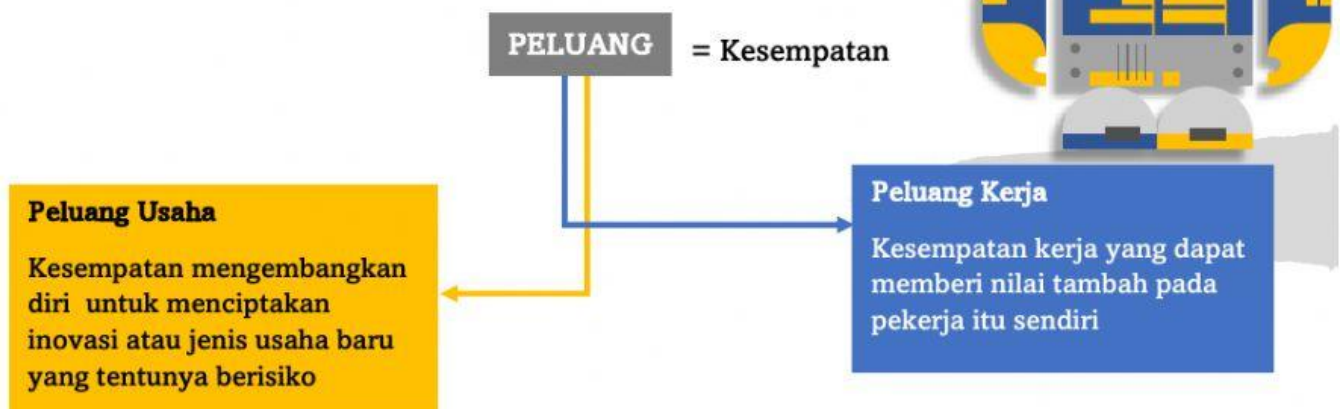 PELUANG = Kesempatan
Peluang Usaha
Kesempatan mengembangkan
diri untuk menciptakan
inovasi atau jenis usaha baru
yang tentunya berisiko
Peluang Kerja
Kesempatan kerja yang dapat
memberi nilai tambah pada
pekerja itu sendiri